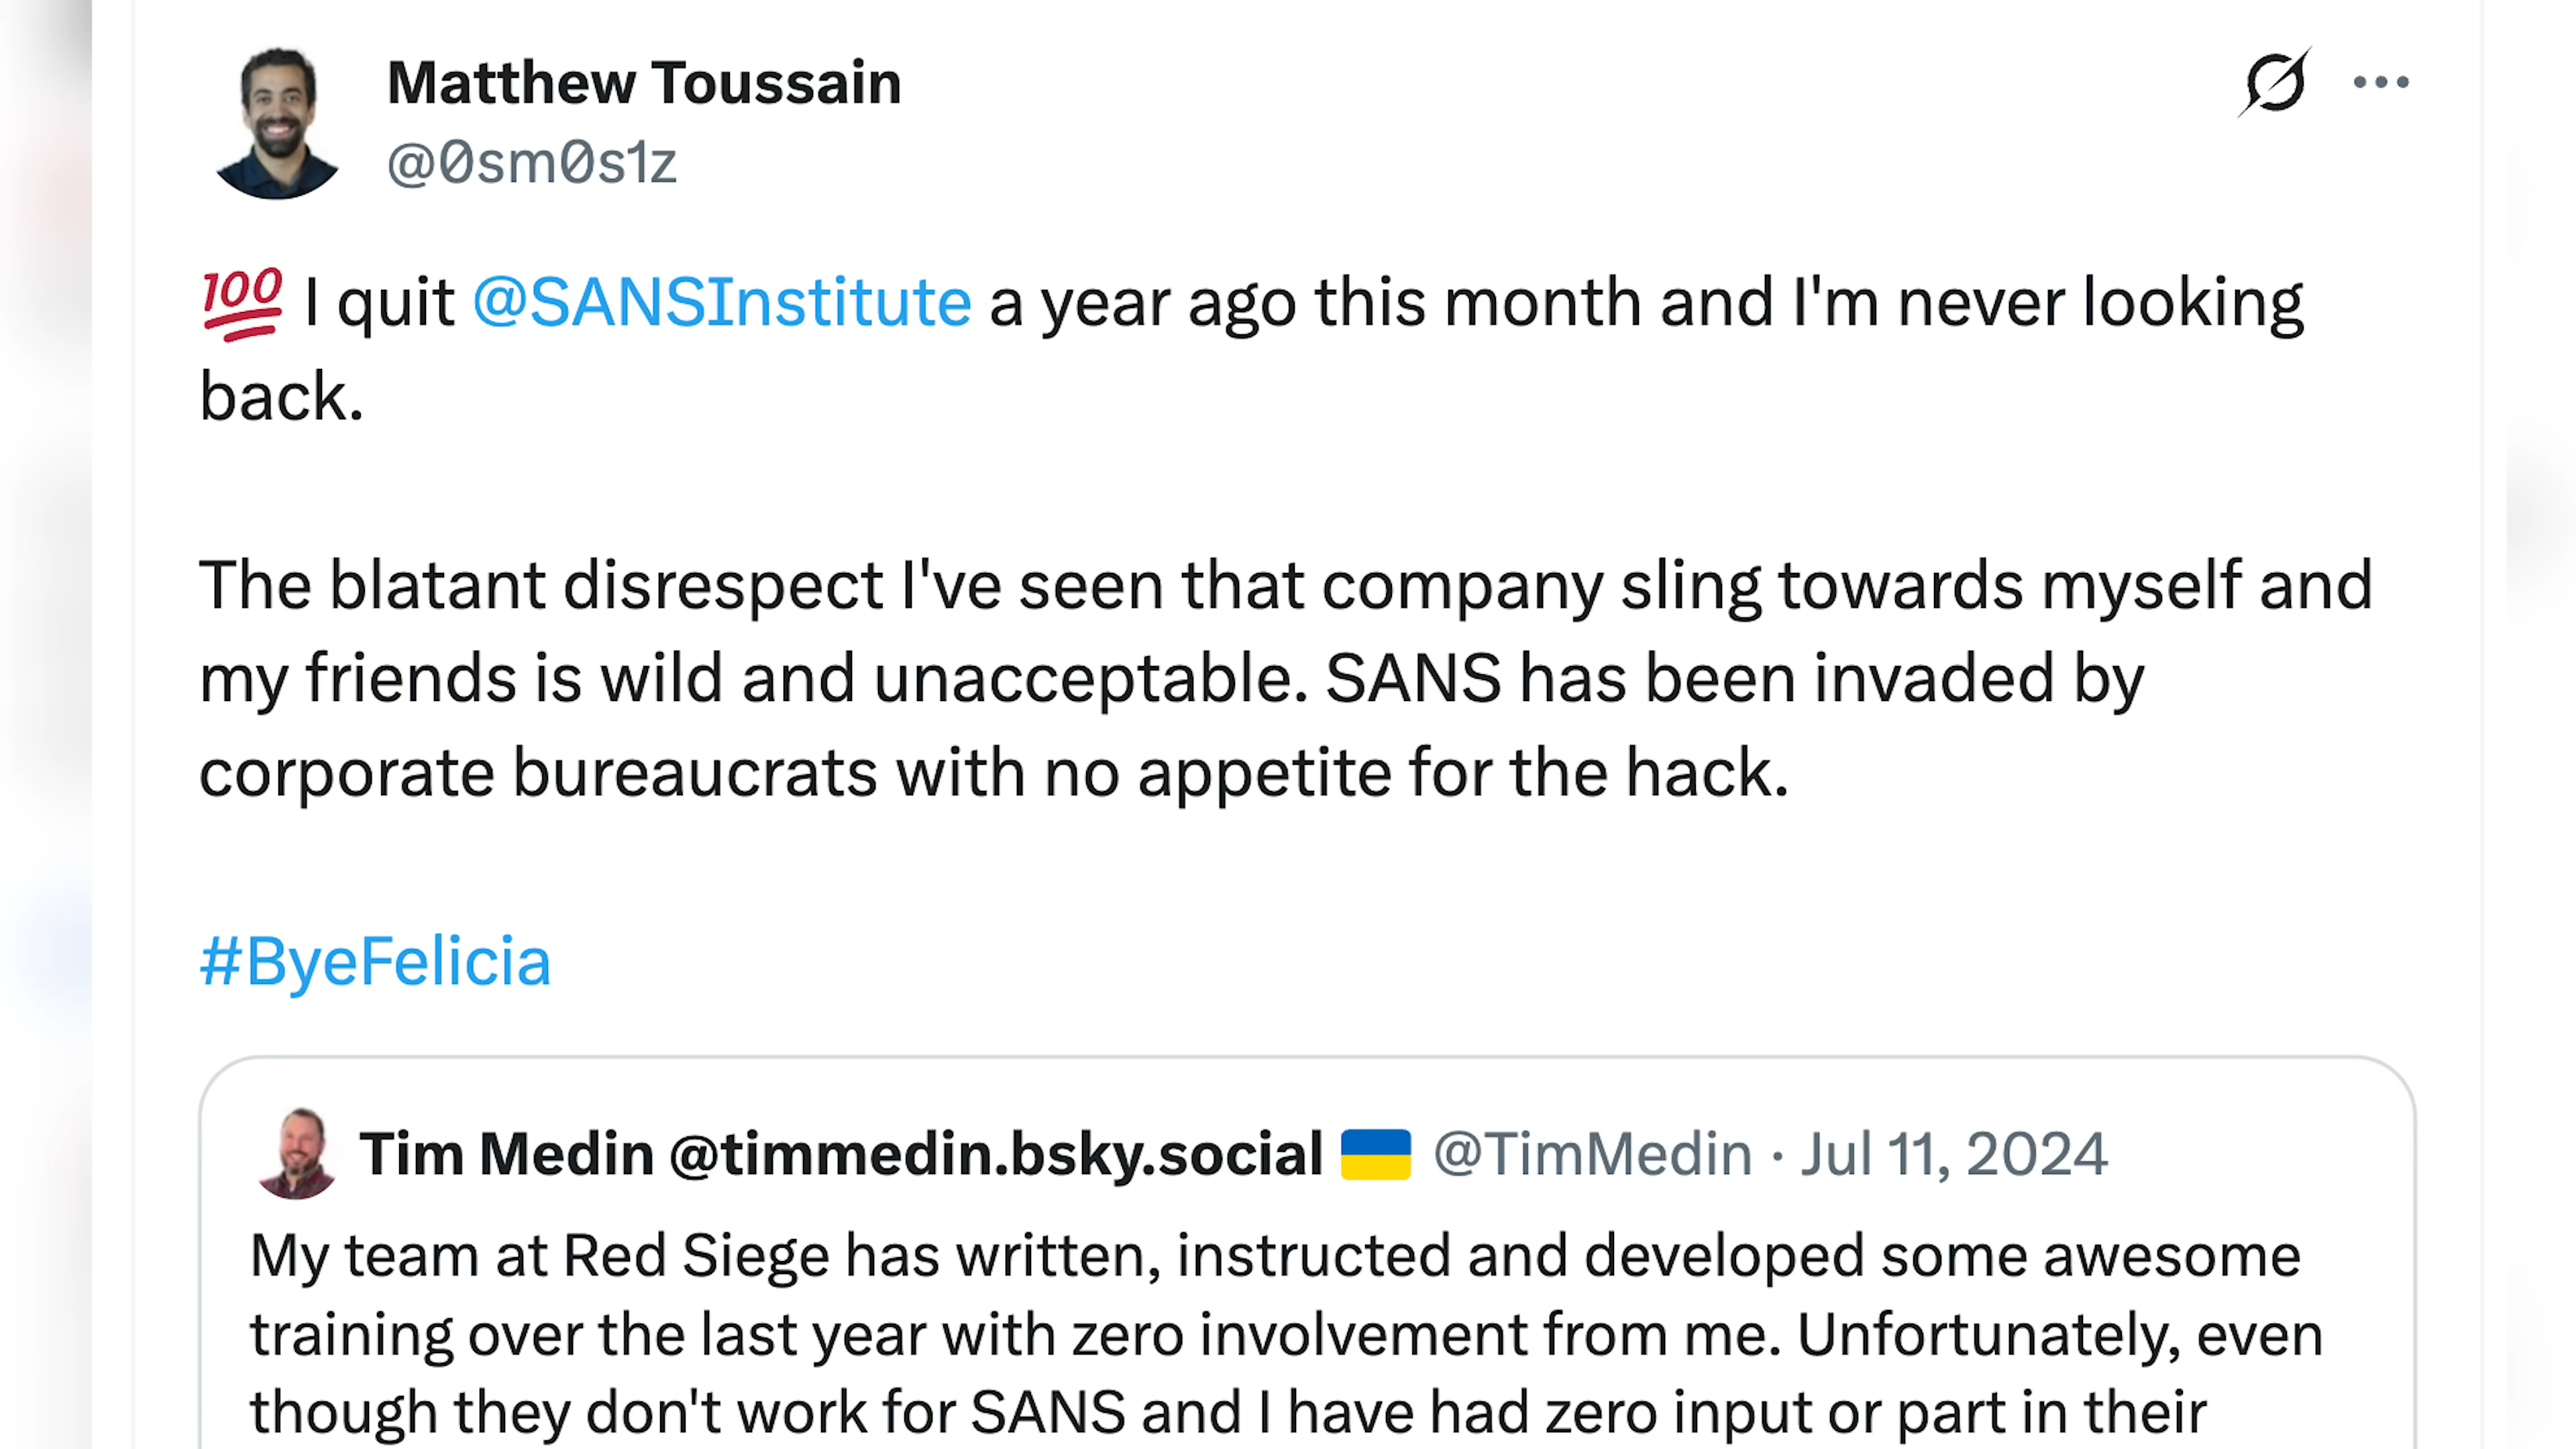 Matthew Toussain
@0sm0s1z
💯 I quit @SANSInstitute a year ago this month and I'm never looking
back.
The blatant disrespect I've seen that company sling towards myself and
my friends is wild and unacceptable. SANS has been invaded by
corporate bureaucrats with no appetite for the hack.
#ByeFelicia
Tim Medin @timmedin.bsky.social 🇺🇦 @TimMedin · Jul 11, 2024
My team at Red Siege has written, instructed and developed some awesome
training over the last year with zero involvement from me. Unfortunately, even
though they don't work for SANS and I have had zero input or part in their